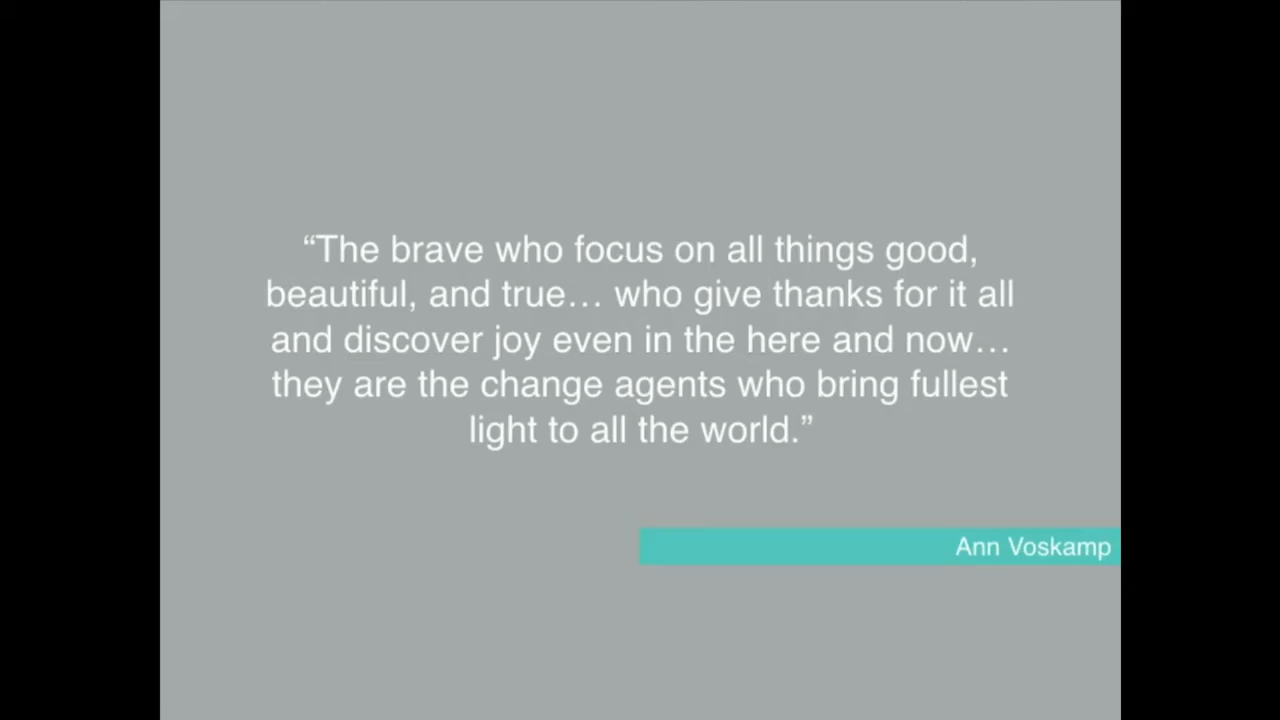 “The brave who focus on all things good,
beautiful, and true… who give thanks for it all
and discover joy even in the here and now…
they are the change agents who bring fullest
light to all the world.”
Ann Voskamp